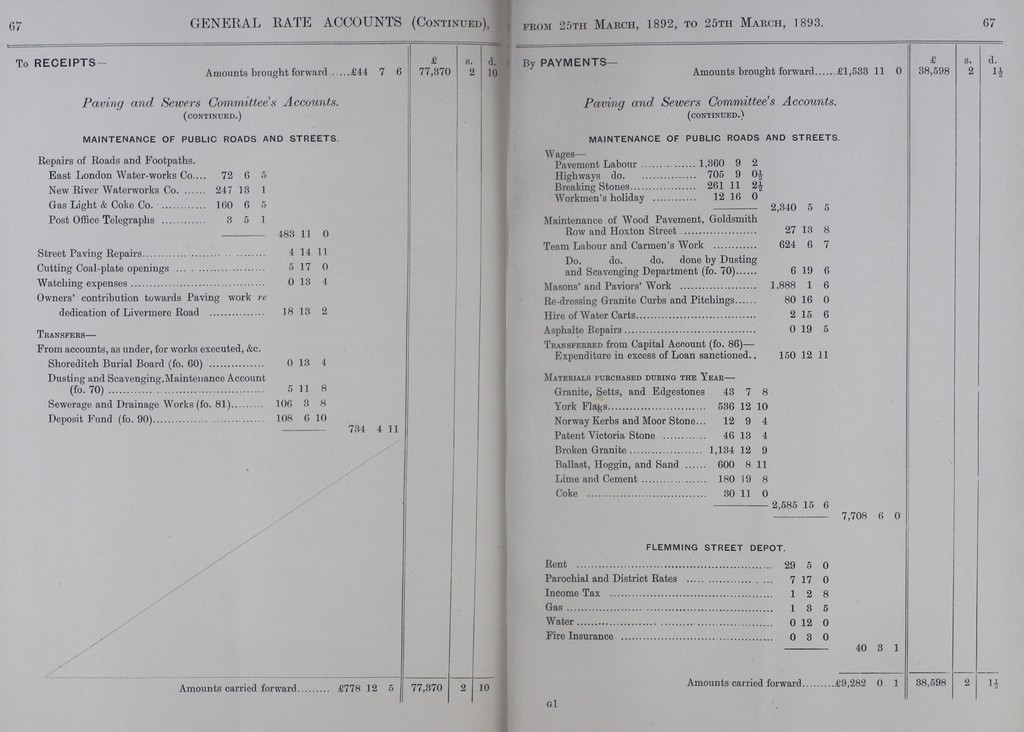 67 GENERAL RATE ACCOUNTS (Continued),
To RECEIPTS—
£ s. d.
Amounts brought forward .....£44 7 6 77,370 2 10
Paving and Sewers Committee's Accounts.
(CONTINUED.)
MAINTENANCE OF PUBLIC ROADS AND STREETS.
Repairs of Roads and Footpaths.
East London Water-works Co.... 72 6 5
New River Waterworks Co. ...... 247 13 1
Gas Light & Coke Co. ............ 160 6 5
Post Office Telegraphs ............ 3 5 1
483 11 0
Street Paving Repairs........................ 4 14 11
Cutting Coal-plate openings ........................ 5 17 0
Watching expenses ................................. 0 13 4
Owners' contribution towards Paving work re
dedication of Livermere Road ............... 18 13 2
Transfers—
From accounts, as under, for works executed, &c.
Shoreditch Burial Board (fo. 60) ............... 0 13 4
Dusting and Scavenging, Maintenance Account
(fo. 70) ....................................... 5 11 8
Sewerage and Drainage Works (fo. 81)......... 106 3 8
Deposit Fund (fo. 90)........................... 108 6 10
734 4 11
Amounts carried forward......... £778 12 5 77,370 2 10
FROM 25TH MARCH, 1892, TO 25TH MARCH, 1893. 67
By PAYMENTS—
£ s. d.
Amounts brought forward......£1,533 11 0 38,598 2 1½
Paving and Sewers Committee's Accounts.
(CONTINUED.)
MAINTENANCE OF PUBLIC ROADS AND STREETS.
Wages—
Pavement Labour ............... 1,360 9 2
Highways do. ................. 705 9 0½
Breaking Stones................. 261 11 2½
Workmen's holiday ............ 12 16 0
2,340 5 5
Maintenance of Wood Pavement, Goldsmith
Row and Hoxton Street .................... 27 13 8
Team Labour and Carmen's Work ............ 624 6 7
Do. do. do. done by Dusting
and Scavenging Department (fo. 70)...... 6 19 6
Masons' and Paviors' Work .................... 1,888 1 6
Re-dressing Granite Curbs and Pitchings...... 80 16 0
Hire of Water Carts............................... 2 15 6
Asphalte Repairs.................................. 0 19 5
Transferred from Capital Account (fo. 86)—
Expenditure in excess of Loan sanctioned.. 150 12 11
Materials purchased during the Year—
Granite, Setts, and Edgestones 43 7 8
York Flags......................... 536 12 10
Norway Kerbs and Moor Stone... 12 9 4
Patent Victoria Stone ........... 46 13 4
Broken Granite................... 1,134 12 9
Ballast, Hoggin, and Sand ...... 600 8 11
Lime and Cement................. 180 19 8
Coke ............................... 30 11 0
2,585 15 6
7,708 6 0
FLEMMING STREET DEPOT.
Rent .................................................. 29 5 0
Parochial and District Rates ...................... 7 17 0
Income Tax ........................................ 1 2 8
Gas ................................................... 1 3 5
Water................................................. 0 12 0
Fire Insurance ...................................... 0 3 0
40 3 1
Amounts carried forward.........£9,282 0 1 38,598 2 1½
G1